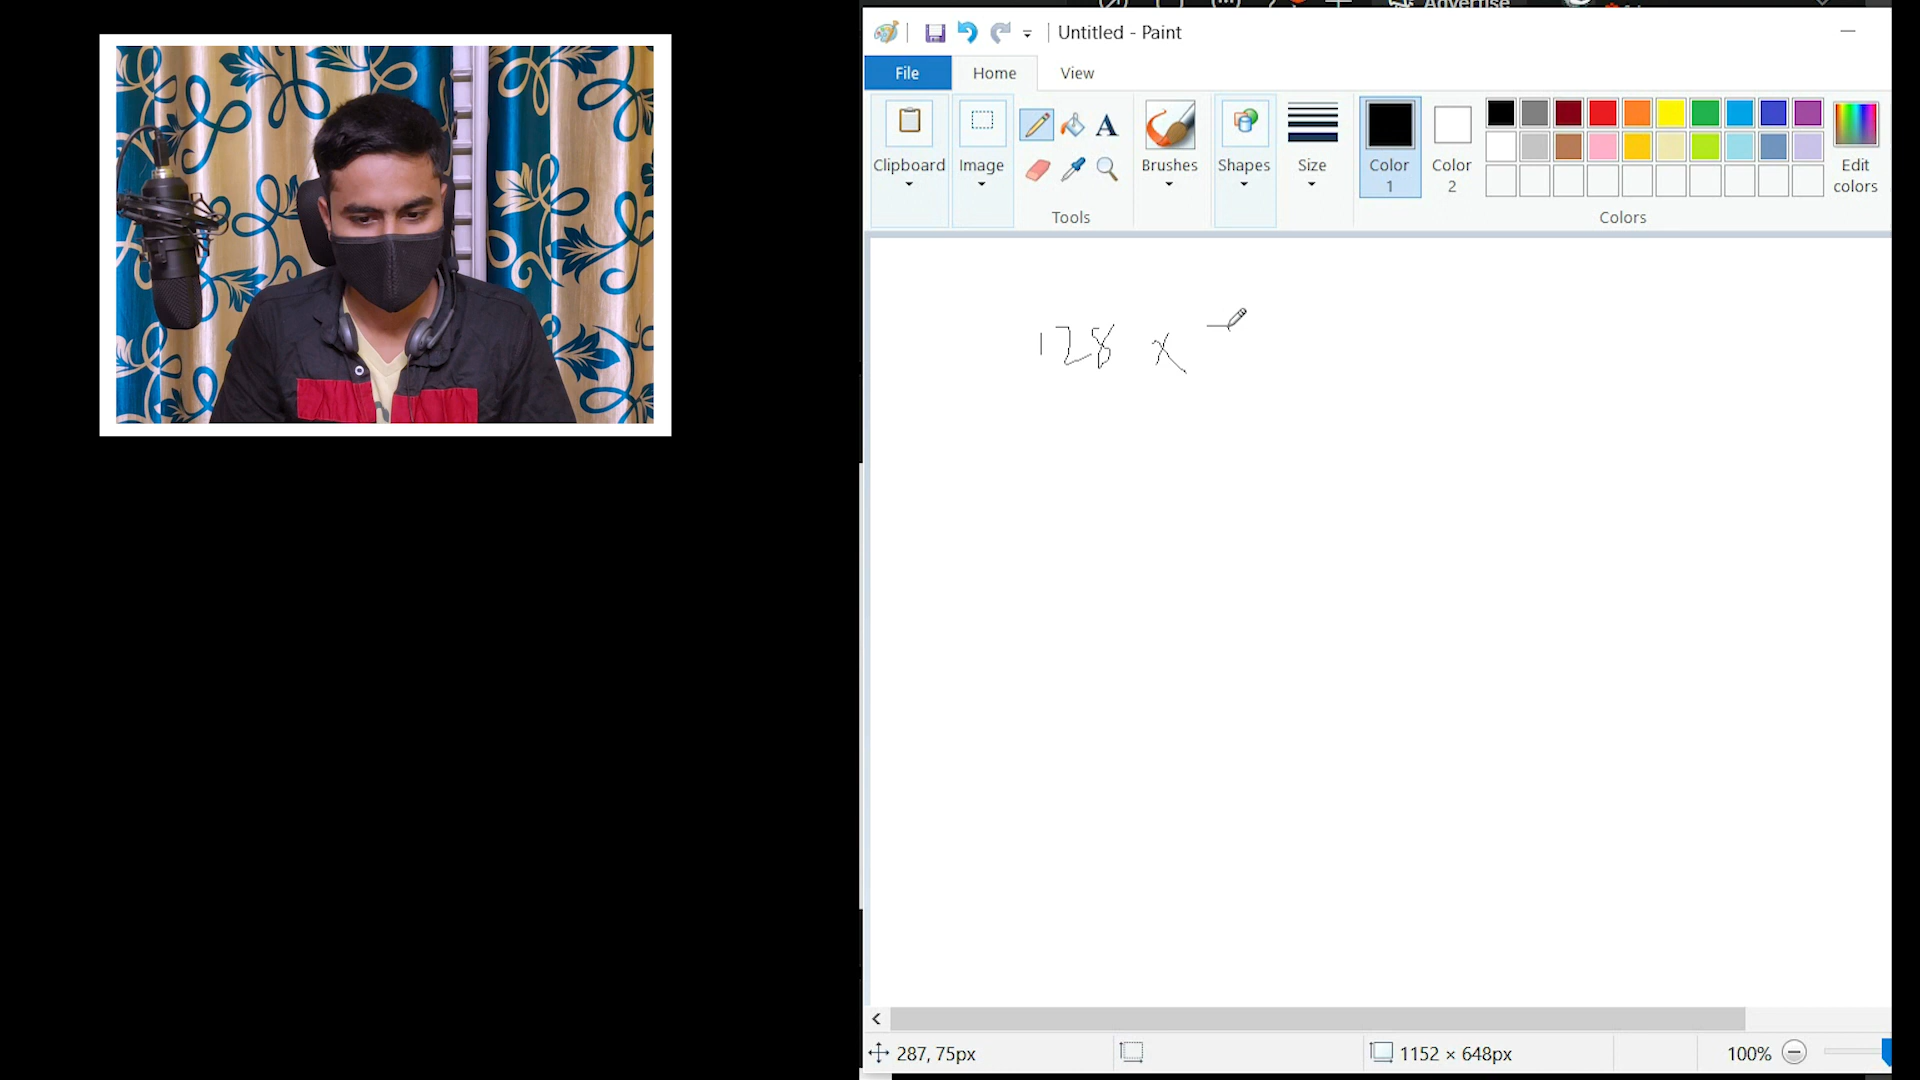 Advertise
Untitled - Paint
File Home View
Clipboard Image Tools Brushes Shapes Size Color 1 Color 2 Edit colors
Colors
128 x
287, 75px 1152 × 648px 100%